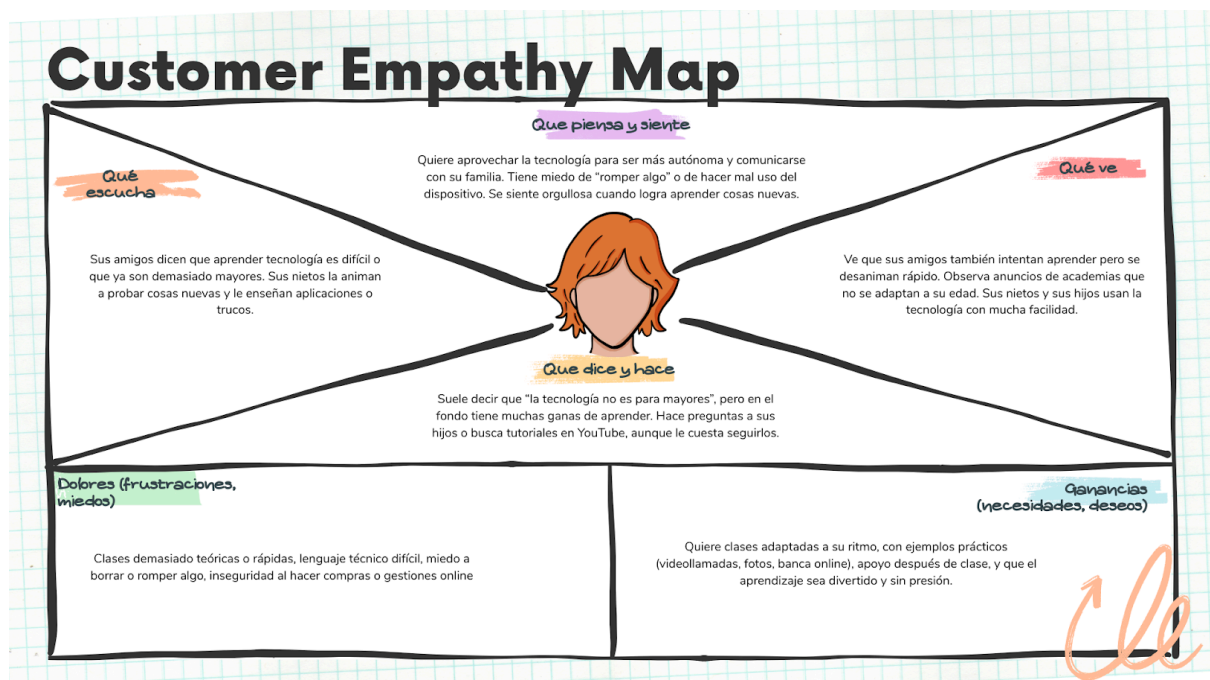 Customer Empathy Map
Que piensa y siente
Quiere aprovechar la tecnología para ser más autónoma y comunicarse
con su familia. Tiene miedo de “romper algo” o de hacer mal uso del
dispositivo. Se siente orgullosa cuando logra aprender cosas nuevas.
Qué
escucha
Sus amigos dicen que aprender tecnología es difícil o
que ya son demasiado mayores. Sus nietos la animan
a probar cosas nuevas y le enseñan aplicaciones o
trucos.
Qué ve
Ve que sus amigos también intentan aprender pero se
desaniman rápido. Observa anuncios de academias que
no se adaptan a su edad. Sus nietos y sus hijos usan la
tecnología con mucha facilidad.
Que dice y hace
Suele decir que “la tecnología no es para mayores”, pero en el
fondo tiene muchas ganas de aprender. Hace preguntas a sus
hijos o busca tutoriales en YouTube, aunque le cuesta seguirlos.
Dolores (frustraciones,
miedos)
Clases demasiado teóricas o rápidas, lenguaje técnico difícil, miedo a
borrar o romper algo, inseguridad al hacer compras o gestiones online
Ganancias
(necesidades, deseos)
Quiere clases adaptadas a su ritmo, con ejemplos prácticos
(videollamadas, fotos, banca online), apoyo después de clase, y que el
aprendizaje sea divertido y sin presión.